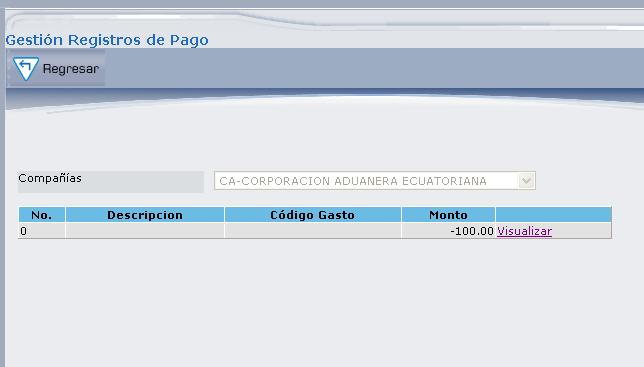 Gestión Registros de Pago
Regresar
Compañías CA-CORPORACION ADUANERA ECUATORIANA
No. Descripcion Código Gasto Monto
0 -100.00 Visualizar